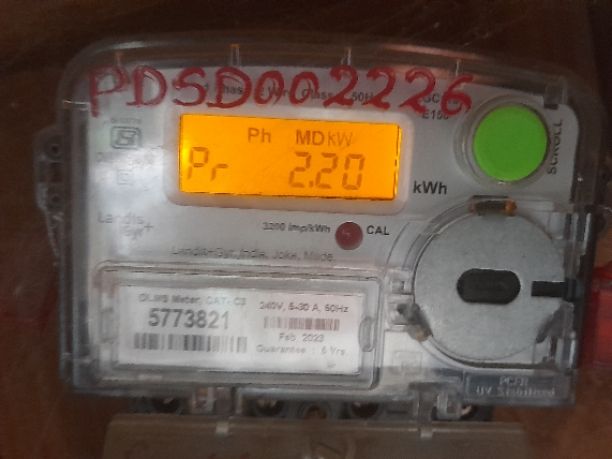 PDSD002226
Ph MD kW
Pr 2.20
kWh
SCROLL
3200 imp/kWh CAL
Landis Gyr+
DLMS Meter, CAT- C3
5773821
240V, 5-30 A, 50Hz
Feb, 2023
Guarantee : 5 Yrs.